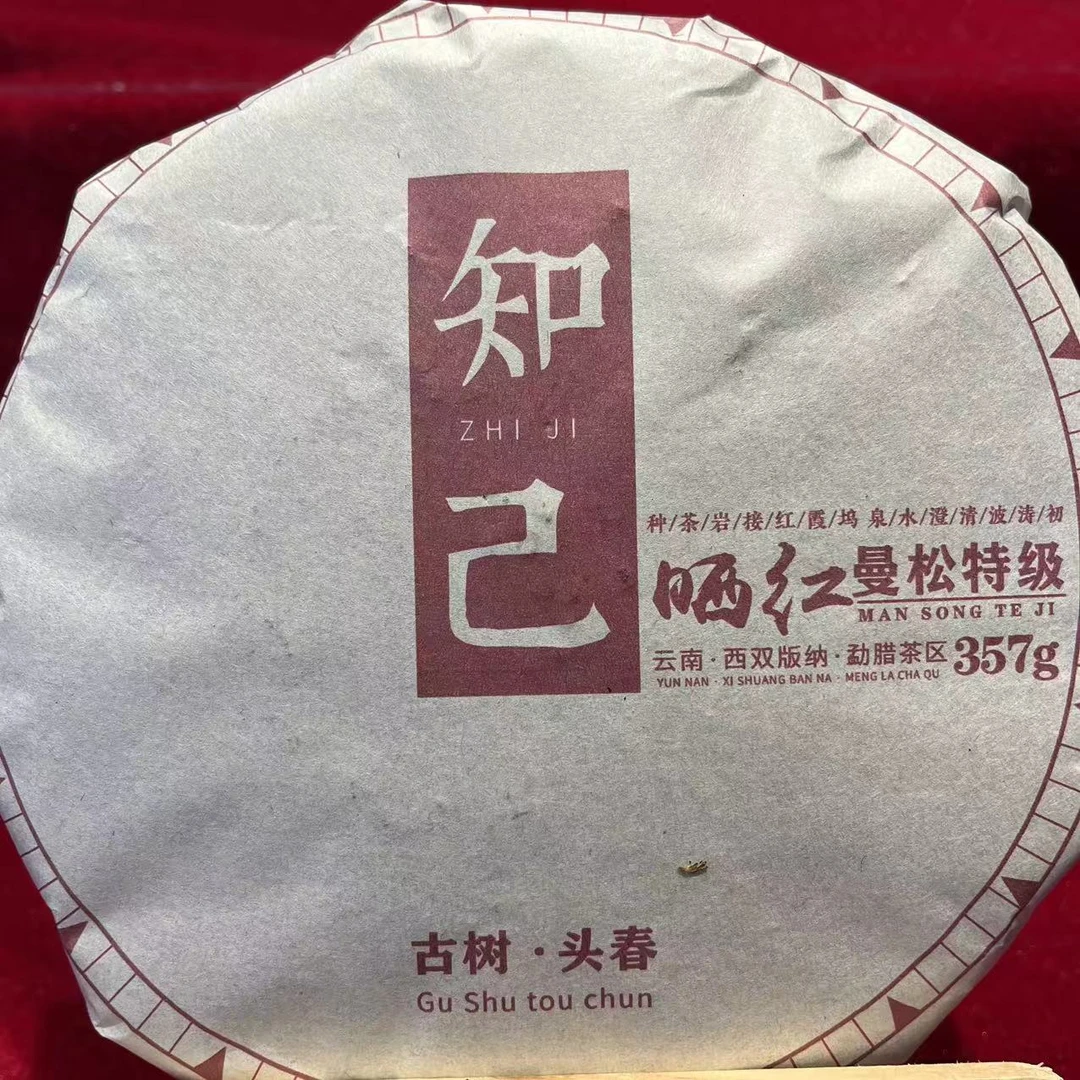 知
ZHI JI
己
种/茶/岩/接/红/霞/坞 泉/水/澄/清/波/涛/初
晒红 曼松特级
MAN SONG TE JI
云南·西双版纳·勐腊茶区 357g
YUN NAN · XI SHUANG BAN NA · MENG LA CHA QU
古树·头春
Gu Shu tou chun